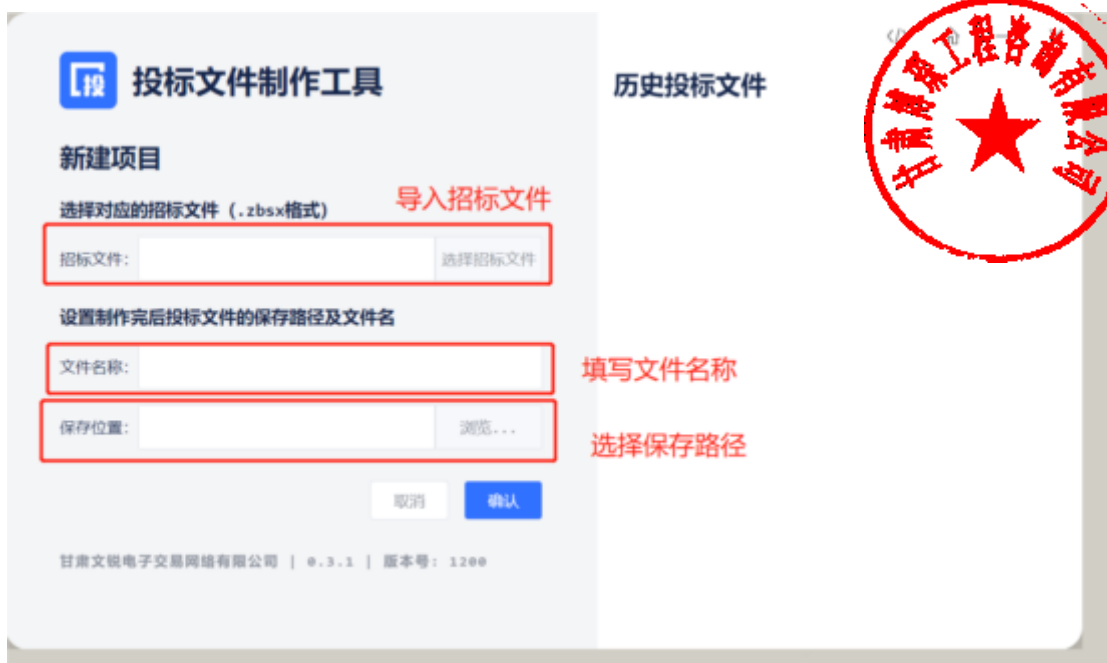 投
投标文件制作工具
历史投标文件
新建项目
导入招标文件
选择对应的招标文件（.zbsx格式）
招标文件：
选择招标文件
设置制作完后投标文件的保存路径及文件名
文件名称：
填写文件名称
保存位置：
浏览...
选择保存路径
取消
确认
甘肃文锐电子交易网络有限公司 | 0.3.1 | 版本号: 1200